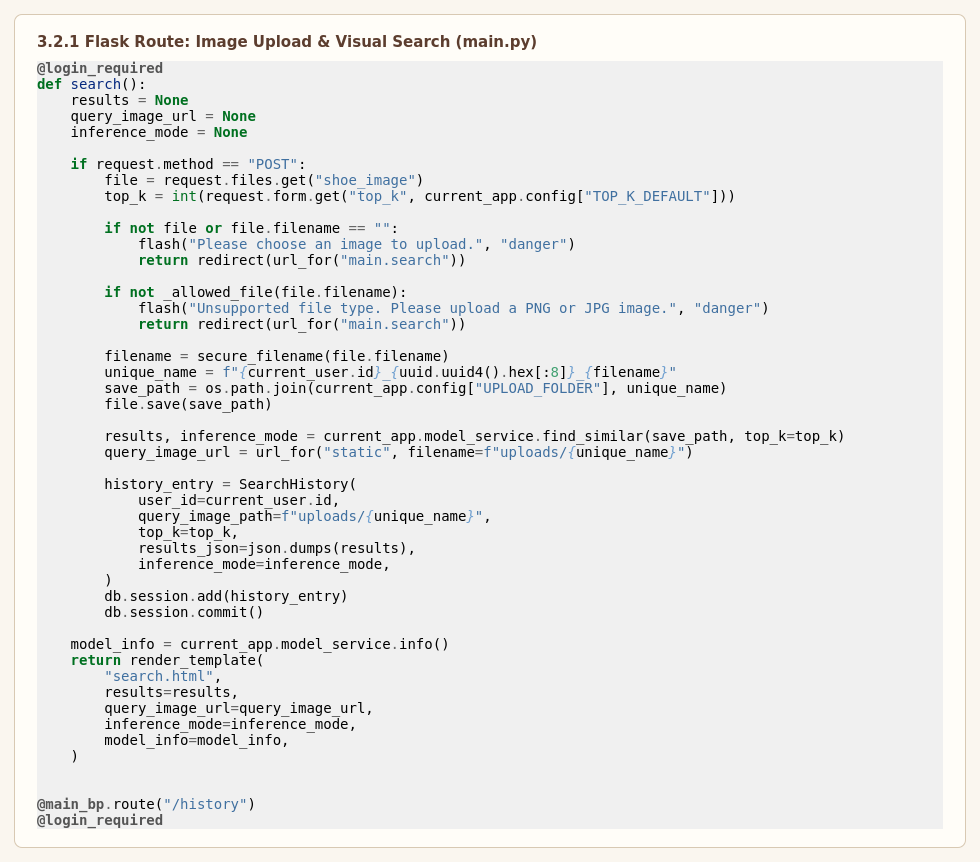 3.2.1 Flask Route: Image Upload & Visual Search (main.py)
@login_required
def search():
    results = None
    query_image_url = None
    inference_mode = None

    if request.method == "POST":
        file = request.files.get("shoe_image")
        top_k = int(request.form.get("top_k", current_app.config["TOP_K_DEFAULT"]))

        if not file or file.filename == "":
            flash("Please choose an image to upload.", "danger")
            return redirect(url_for("main.search"))

        if not _allowed_file(file.filename):
            flash("Unsupported file type. Please upload a PNG or JPG image.", "danger")
            return redirect(url_for("main.search"))

        filename = secure_filename(file.filename)
        unique_name = f"{current_user.id}_{uuid.uuid4().hex[:8]}_{filename}"
        save_path = os.path.join(current_app.config["UPLOAD_FOLDER"], unique_name)
        file.save(save_path)

        results, inference_mode = current_app.model_service.find_similar(save_path, top_k=top_k)
        query_image_url = url_for("static", filename=f"uploads/{unique_name}")

        history_entry = SearchHistory(
            user_id=current_user.id,
            query_image_path=f"uploads/{unique_name}",
            top_k=top_k,
            results_json=json.dumps(results),
            inference_mode=inference_mode,
        )
        db.session.add(history_entry)
        db.session.commit()

    model_info = current_app.model_service.info()
    return render_template(
        "search.html",
        results=results,
        query_image_url=query_image_url,
        inference_mode=inference_mode,
        model_info=model_info,
    )


@main_bp.route("/history")
@login_required